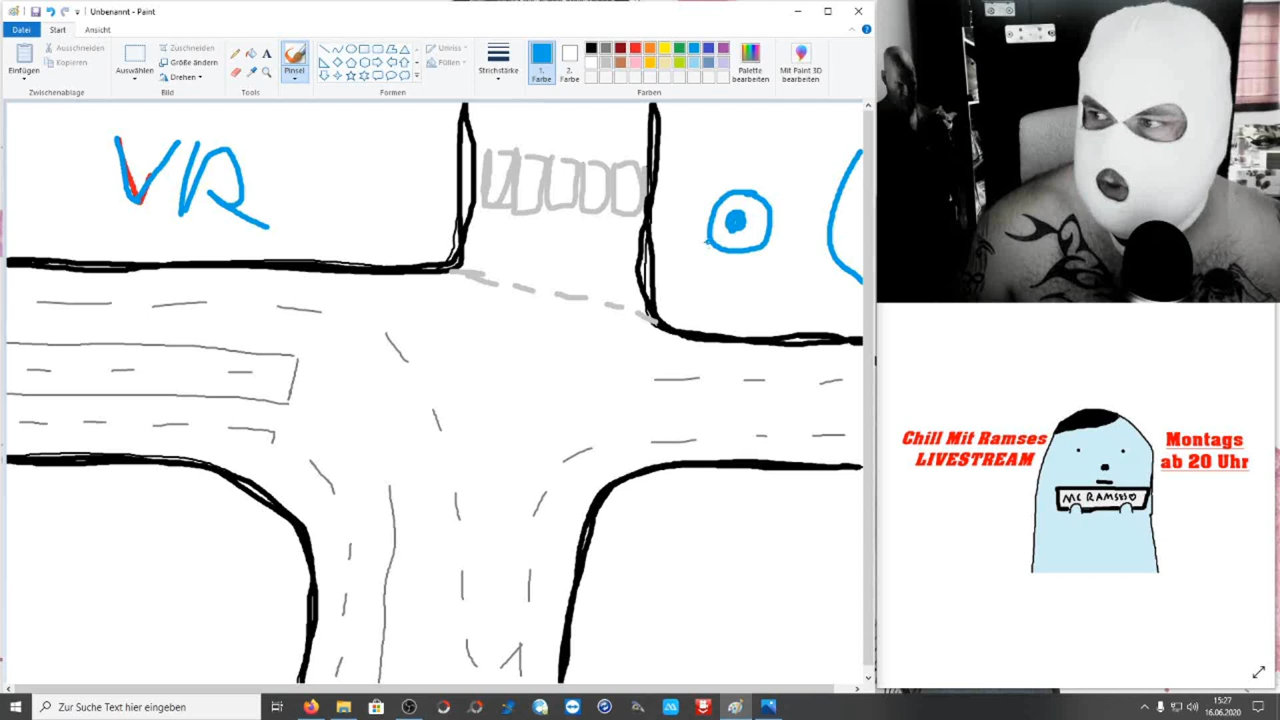 Unbenannt - Paint
Datei
Start
Ansicht
Einfügen
Ausschneiden
Kopieren
Zwischenablage
Auswählen
Zuschneiden
Größe ändern
Drehen
Bild
Tools
Pinsel
Formen
Umriss
Füllen
Strichstärke
1.
Farbe
2.
Farbe
Farben
Palette
bearbeiten
Mit Paint 3D
bearbeiten
VR
Chill Mit Ramses
LIVESTREAM
Montags
ab 20 Uhr
MC RAMSES
1
Zur Suche Text hier eingeben
15:27
16.06.2020